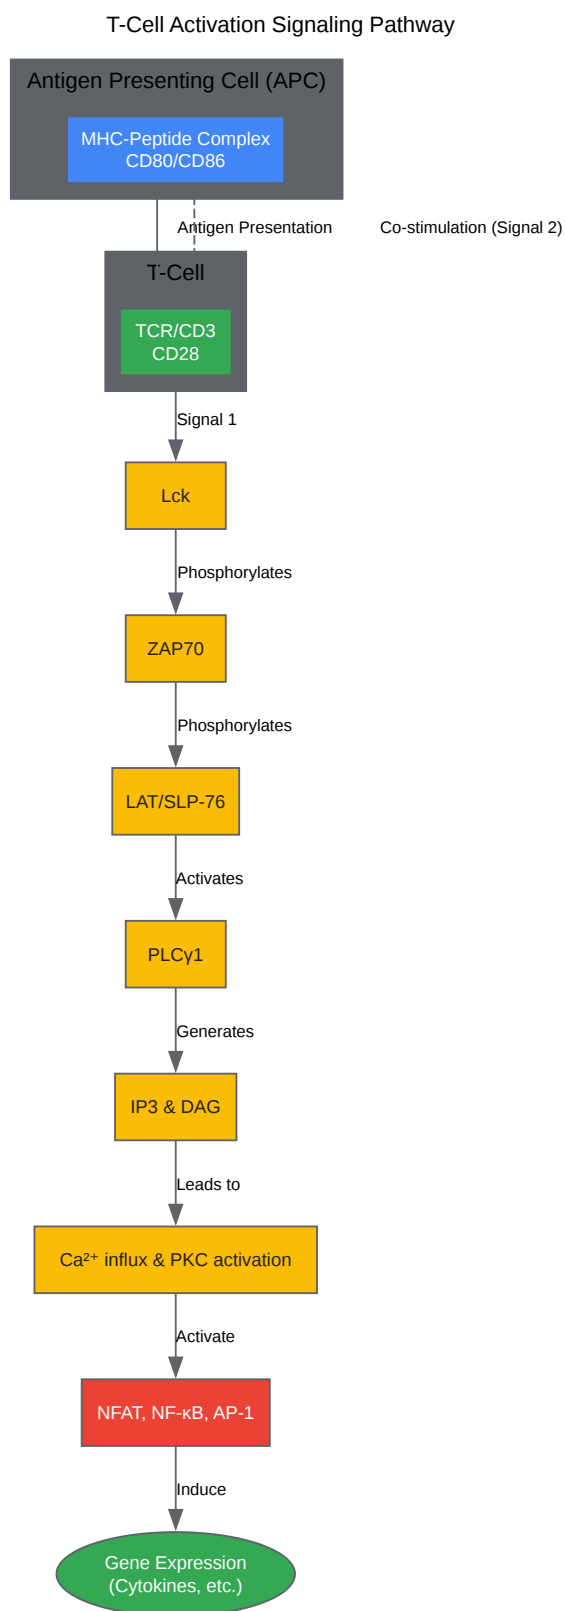 T-Cell Activation Signaling Pathway
Antigen Presenting Cell (APC)
MHC-Peptide Complex
CD80/CD86
Antigen Presentation
Co-stimulation (Signal 2)
T-Cell
TCR/CD3
CD28
Signal 1
Lck
Phosphorylates
ZAP70
Phosphorylates
LAT/SLP-76
Activates
PLCγ1
Generates
IP3 & DAG
Leads to
Ca²⁺ influx & PKC activation
Activate
NFAT, NF-κB, AP-1
Induce
Gene Expression
(Cytokines, etc.)